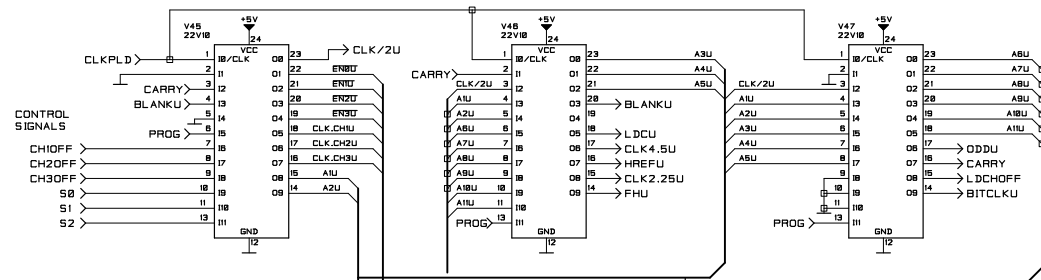 +5V +5V +5V
V45 V46 V47
22V10 24 22V10 24 22V10 24
CLKPLD 1 I0/CLK VCC O0 23 CLK/2U
2 I1 O1 22 EN0U
CARRY 3 I2 O2 21 EN1U
BLANKU 4 I3 O3 20 EN2U
5 I4 O4 19 EN3U
CONTROL
SIGNALS
PROG 6 I5 O5 18 CLK.CH1U
CH1OFF 7 I6 O6 17 CLK.CH2U
CH2OFF 8 I7 O7 16 CLK.CH3U
CH3OFF 9 I8 O8 15 A1U
S0 10 I9 O9 14 A2U
S1 11 I10
S2 13 I11
GND
12
1 I0/CLK VCC O0 23 A3U
CARRY 2 I1 O1 22 A4U
CLK/2U 3 I2 O2 21 A5U
A1U 4 I3 O3 20 BLANKU
A2U 5 I4 O4 19
A6U 6 I5 O5 18 LDCU
A7U 7 I6 O6 17 CLK4.5U
A8U 8 I7 O7 16 HREFU
A9U 9 I8 O8 15 CLK2.25U
A10U 10 I9 O9 14 FHU
A11U 11 I10
PROG 13 I11
GND
12
1 I0/CLK VCC O0 23 A6U
2 I1 O1 22 A7U
CLK/2U 3 I2 O2 21 A8U
A1U 4 I3 O3 20 A9U
A2U 5 I4 O4 19 A10U
A3U 6 I5 O5 18 A11U
A4U 7 I6 O6 17 ODDU
A5U 8 I7 O7 16 CARRY
9 I8 O8 15 LDCHOFF
10 I9 O9 14 BITCLKU
11 I10
PROG 13 I11
GND
12